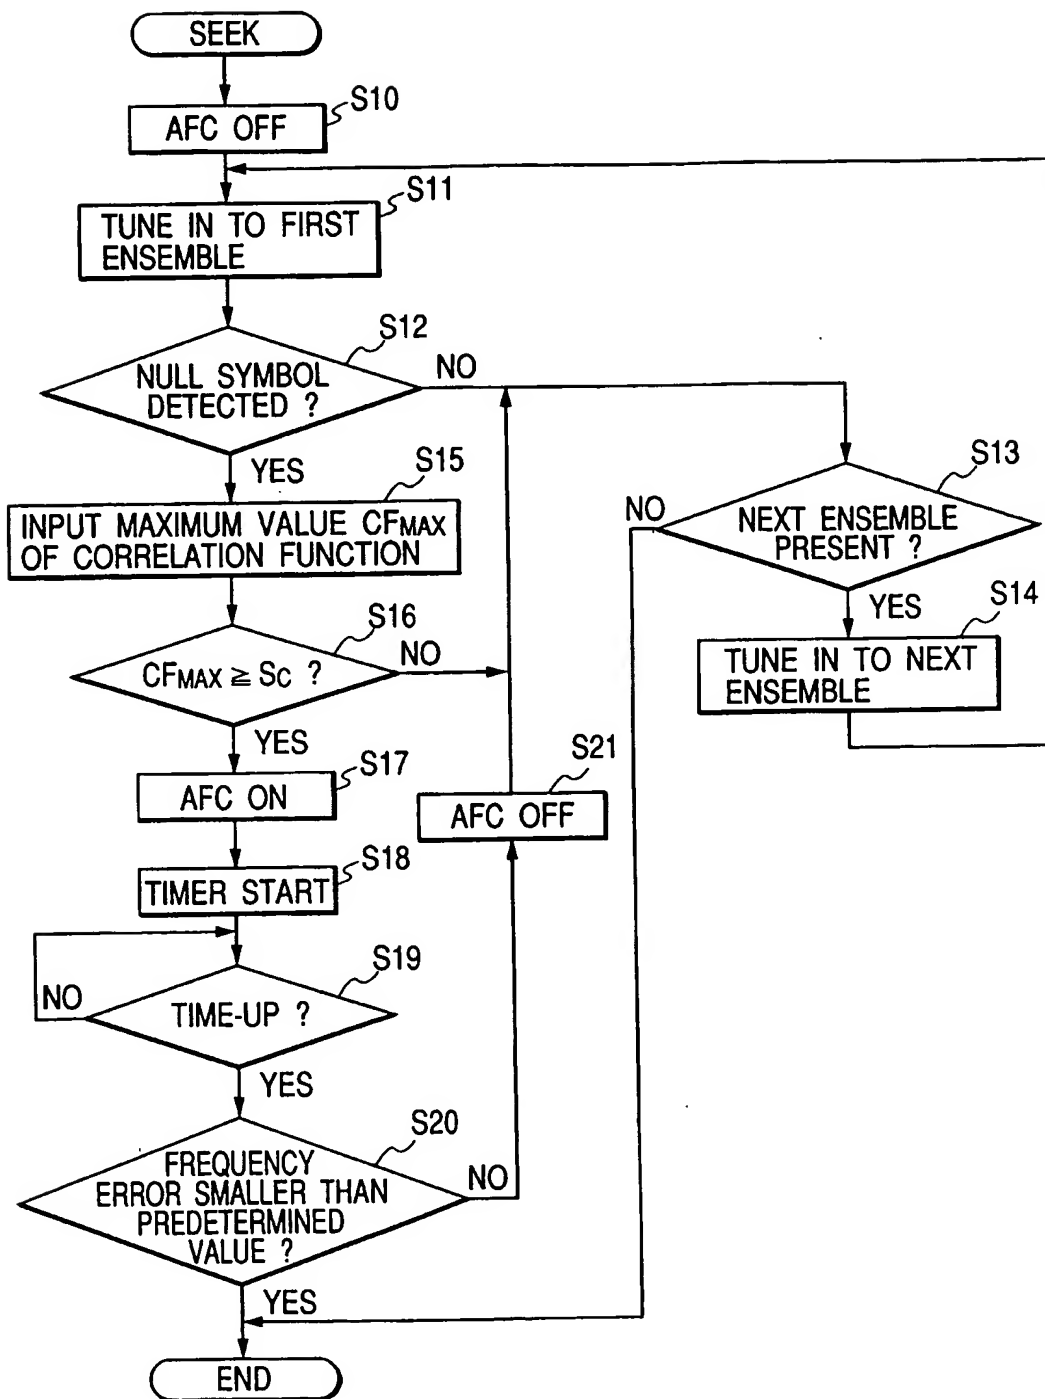 SEEK
S10
AFC OFF
S11
TUNE IN TO FIRST
ENSEMBLE
S12
NULL SYMBOL
DETECTED ?
NO
YES
S13
NEXT ENSEMBLE
PRESENT ?
NO
YES
S14
TUNE IN TO NEXT
ENSEMBLE
S15
INPUT MAXIMUM VALUE CFMAX
OF CORRELATION FUNCTION
S16
CFMAX ≧ SC ?
NO
YES
S17
AFC ON
S21
AFC OFF
S18
TIMER START
S19
NO
TIME-UP ?
YES
S20
FREQUENCY
ERROR SMALLER THAN
PREDETERMINED
VALUE ?
NO
YES
END